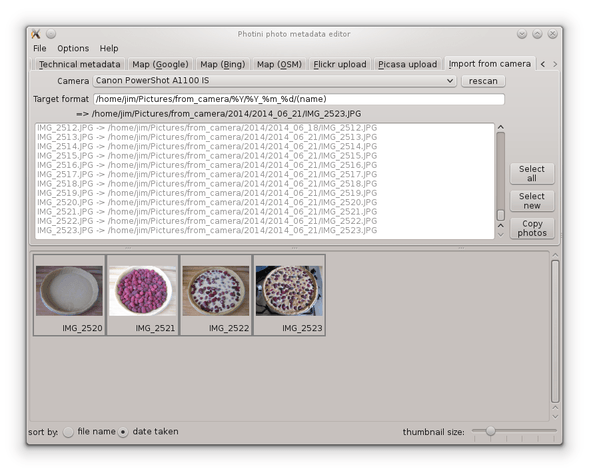 Photini photo metadata editor
File Options Help
Technical metadata Map (Google) Map (Bing) Map (OSM) Flickr upload Picasa upload Import from camera
Camera Canon PowerShot A1100 IS rescan
Target format /home/jim/Pictures/from_camera/%Y/%Y_%m_%d/(name)
=> /home/jim/Pictures/from_camera/2014/2014_06_21/IMG_2523.JPG
IMG_2512.JPG -> /home/jim/Pictures/from_camera/2014/2014_06_18/IMG_2512.JPG
IMG_2513.JPG -> /home/jim/Pictures/from_camera/2014/2014_06_21/IMG_2513.JPG
IMG_2514.JPG -> /home/jim/Pictures/from_camera/2014/2014_06_21/IMG_2514.JPG
IMG_2515.JPG -> /home/jim/Pictures/from_camera/2014/2014_06_21/IMG_2515.JPG
IMG_2516.JPG -> /home/jim/Pictures/from_camera/2014/2014_06_21/IMG_2516.JPG
IMG_2517.JPG -> /home/jim/Pictures/from_camera/2014/2014_06_21/IMG_2517.JPG
IMG_2518.JPG -> /home/jim/Pictures/from_camera/2014/2014_06_21/IMG_2518.JPG
IMG_2519.JPG -> /home/jim/Pictures/from_camera/2014/2014_06_21/IMG_2519.JPG
IMG_2520.JPG -> /home/jim/Pictures/from_camera/2014/2014_06_21/IMG_2520.JPG
IMG_2521.JPG -> /home/jim/Pictures/from_camera/2014/2014_06_21/IMG_2521.JPG
IMG_2522.JPG -> /home/jim/Pictures/from_camera/2014/2014_06_21/IMG_2522.JPG
IMG_2523.JPG -> /home/jim/Pictures/from_camera/2014/2014_06_21/IMG_2523.JPG
Select
all
Select
new
Copy
photos
IMG_2520 IMG_2521 IMG_2522 IMG_2523
sort by: file name date taken thumbnail size: